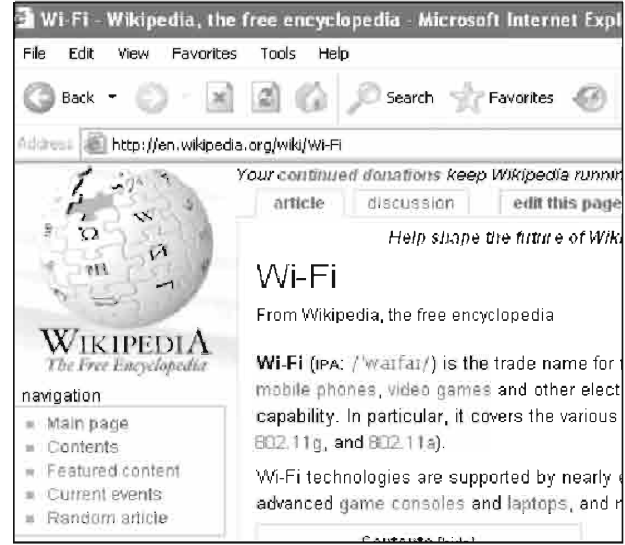 Wi-Fi - Wikipedia, the free encyclopedia - Microsoft Internet Expl
File Edit View Favorites Tools Help
Back Search Favorites
Address http://en.wikipedia.org/wiki/Wi-Fi
Your continued donations keep Wikipedia runnin
article discussion edit this page
Help shape the future of Wiki
Wi-Fi
From Wikipedia, the free encyclopedia
WIKIPEDIA
The Free Encyclopedia
Wi-Fi (IPA: /ˈwaɪfaɪ/) is the trade name for
mobile phones, video games and other elect
capability. In particular, it covers the various
802.11g, and 802.11a).
Wi-Fi technologies are supported by nearly
advanced game consoles and laptops, and
navigation
Main page
Contents
Featured content
Current events
Random article
Contents [hide]